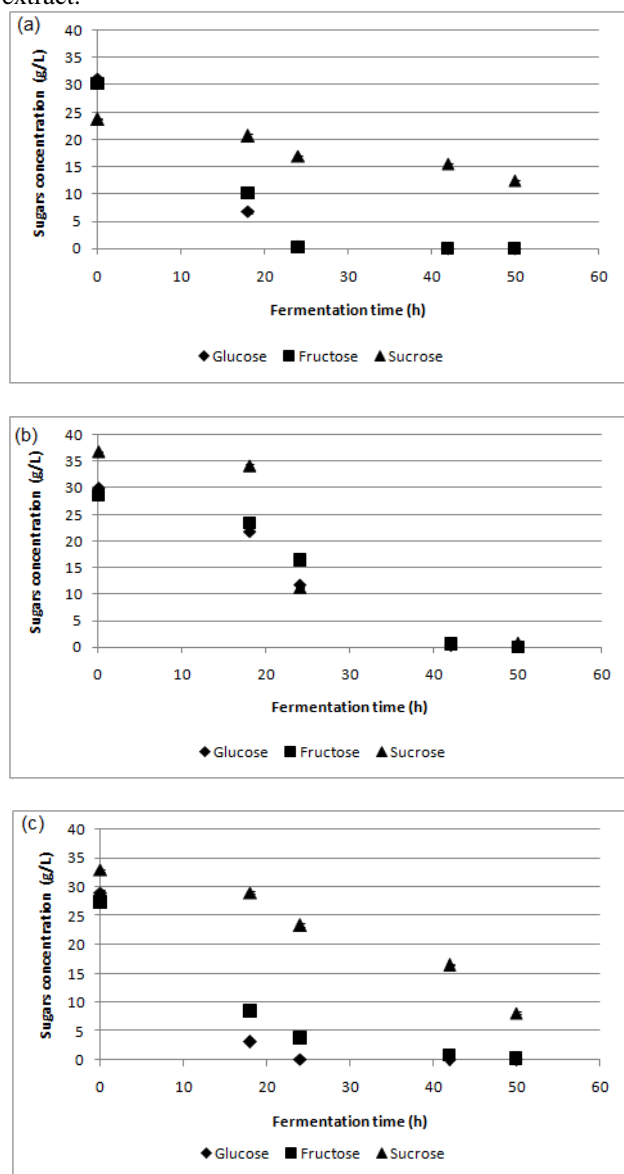 extract.
(a)
Sugars concentration (g/L)
40
35
30
25
20
15
10
5
0
0 10 20 30 40 50 60
Fermentation time (h)
Glucose Fructose Sucrose
(b)
Sugars concentration (g/L)
40
35
30
25
20
15
10
5
0
0 10 20 30 40 50 60
Fermentation time (h)
Glucose Fructose Sucrose
(c)
Sugars concentration (g/L)
40
35
30
25
20
15
10
5
0
0 10 20 30 40 50 60
Fermentation time (h)
Glucose Fructose Sucrose